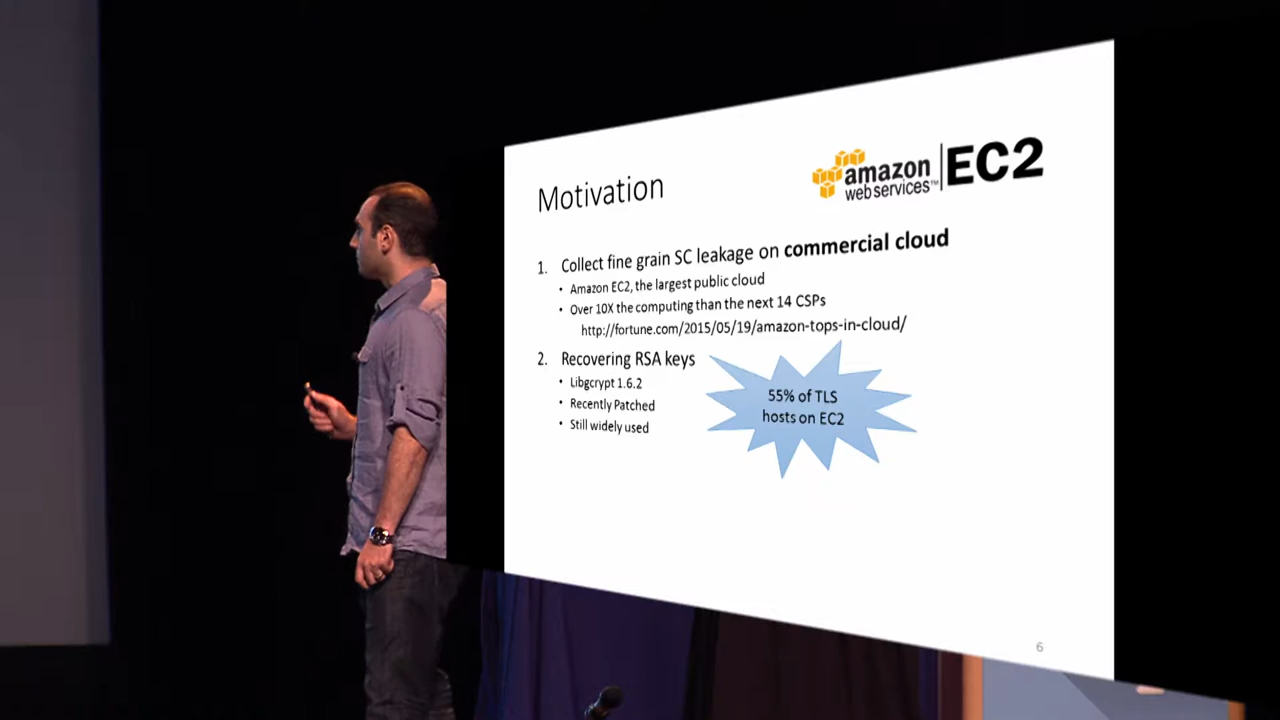 amazon web services™ | EC2
Motivation
1. Collect fine grain SC leakage on commercial cloud
• Amazon EC2, the largest public cloud
• Over 10X the computing than the next 14 CSPs
http://fortune.com/2015/05/19/amazon-tops-in-cloud/
2. Recovering RSA keys
• Libgcrypt 1.6.2
• Recently Patched
• Still widely used
55% of TLS
hosts on EC2
6